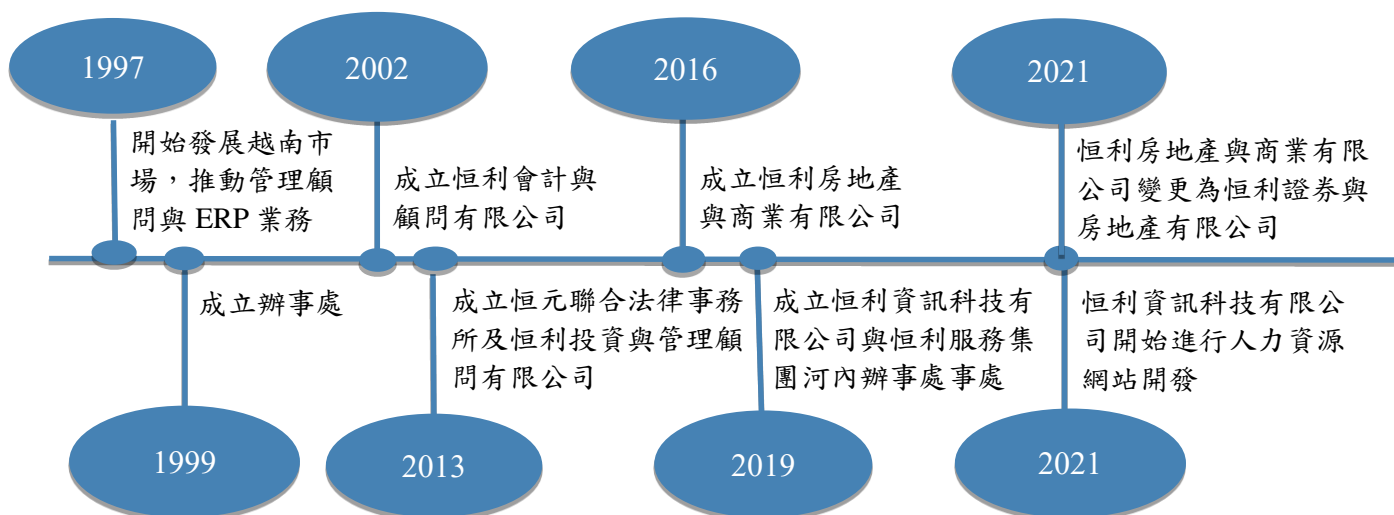 1997
開始發展越南市
場，推動管理顧
問與 ERP 業務
成立辦事處
1999
2002
成立恒利會計與
顧問有限公司
成立恒元聯合法律事務
所及恒利投資與管理顧
問有限公司
2013
2016
成立恒利房地產
與商業有限公司
成立恒利資訊科技有
限公司與恒利服務集
團河內辦事處事處
2019
2021
恒利房地產與商業有限
公司變更為恒利證券與
房地產有限公司
恒利資訊科技有限公
司開始進行人力資源
網站開發
2021